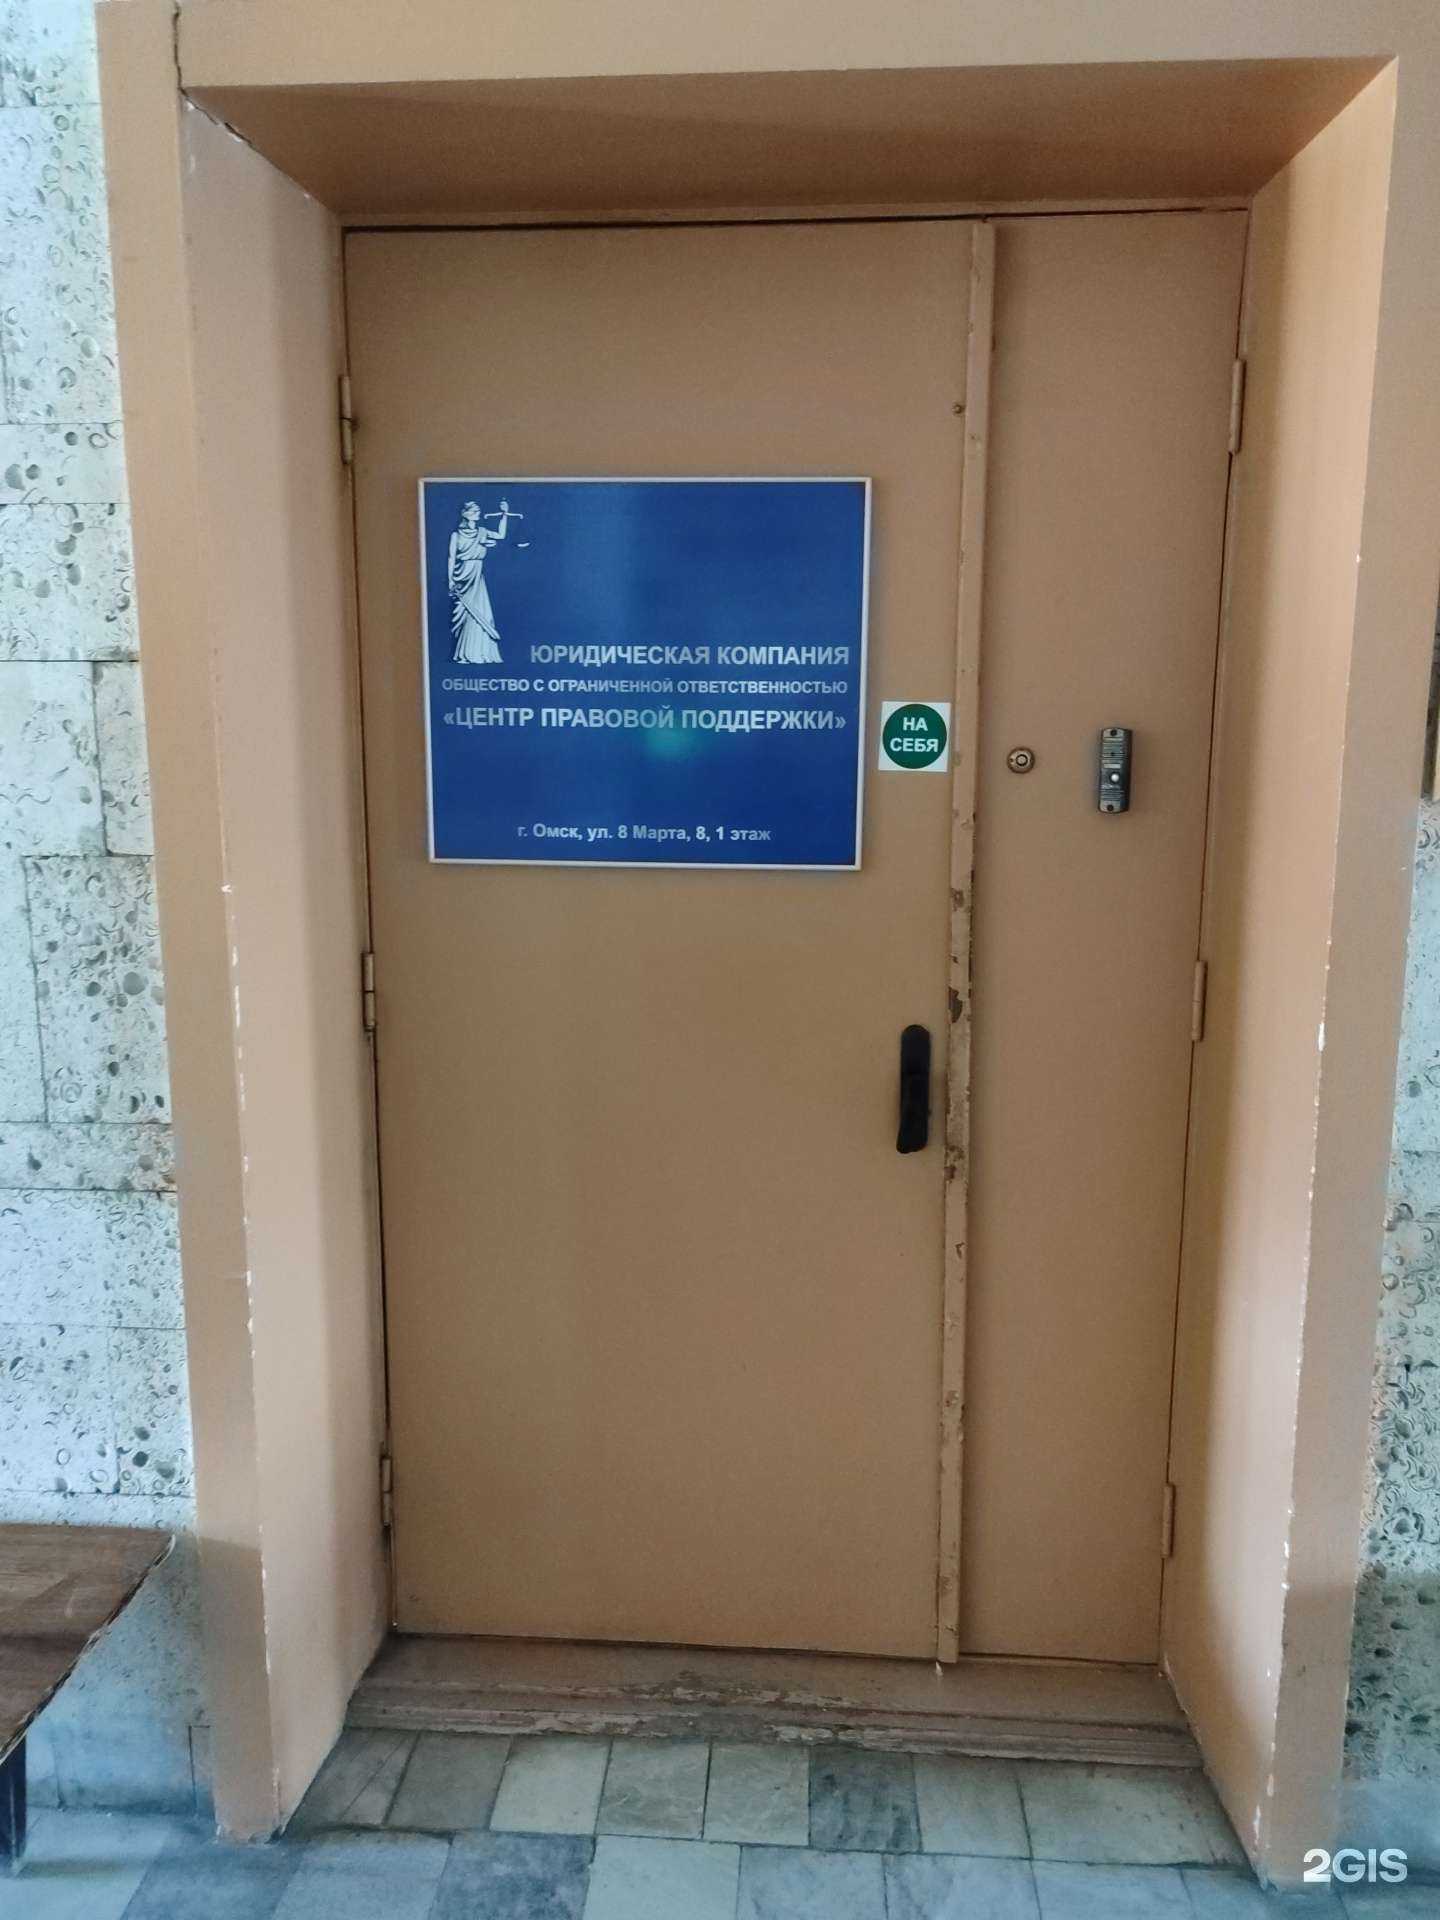 ЮРИДИЧЕСКАЯ КОМПАНИЯ
ОБЩЕСТВО С ОГРАНИЧЕННОЙ ОТВЕТСТВЕННОСТЬЮ
«ЦЕНТР ПРАВОВОЙ ПОДДЕРЖКИ»
г. Омск, ул. 8 Марта, 8, 1 этаж
НА
СЕБЯ
2GIS